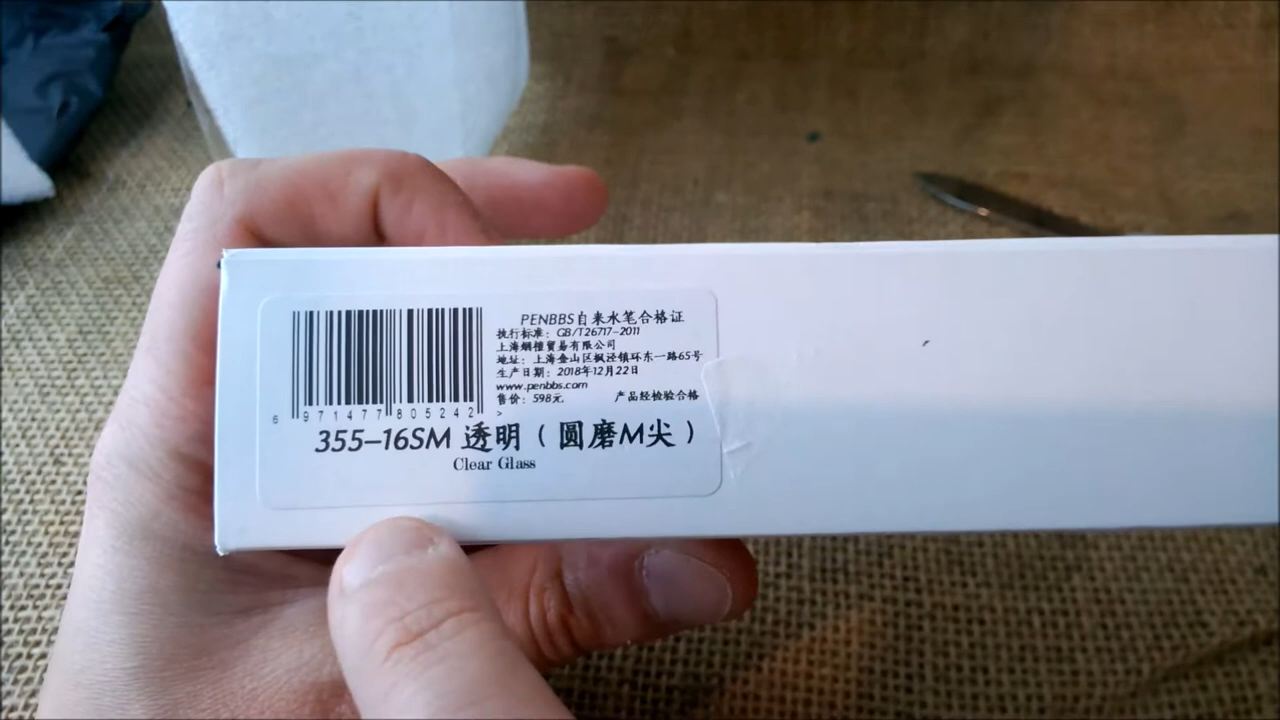 PENBBS自来水笔合格证
执行标准：GB/T26717-2011
上海烟橦贸易有限公司
地址：上海金山区枫泾镇环东一路65号
生产日期：2018年12月22日
www.penbbs.com
售价：598元 产品经检验合格
6 971477 805242 >
355-16SM 透明（圆磨M尖）
Clear Glass